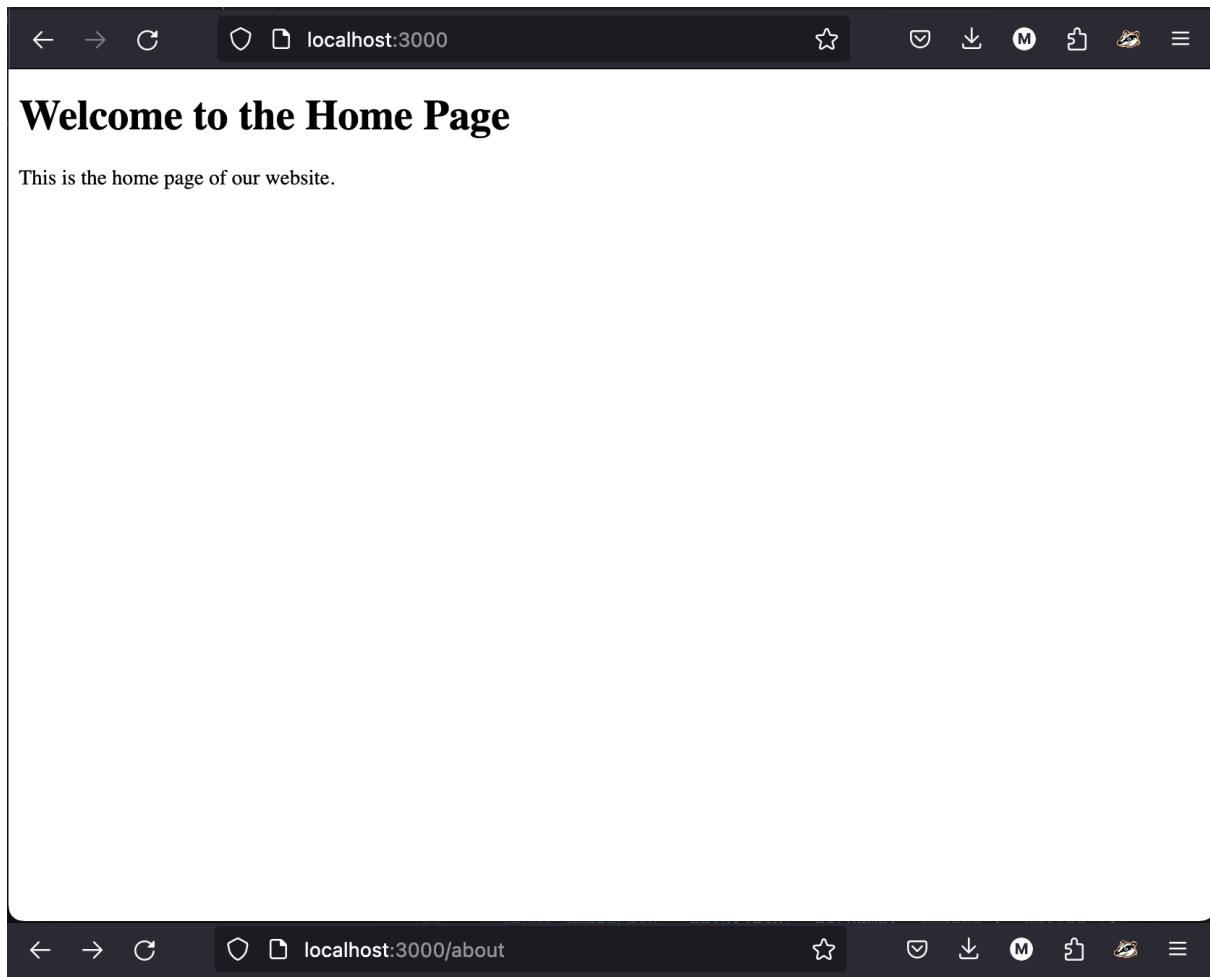 localhost:3000
M
Welcome to the Home Page
This is the home page of our website.
localhost:3000/about
M